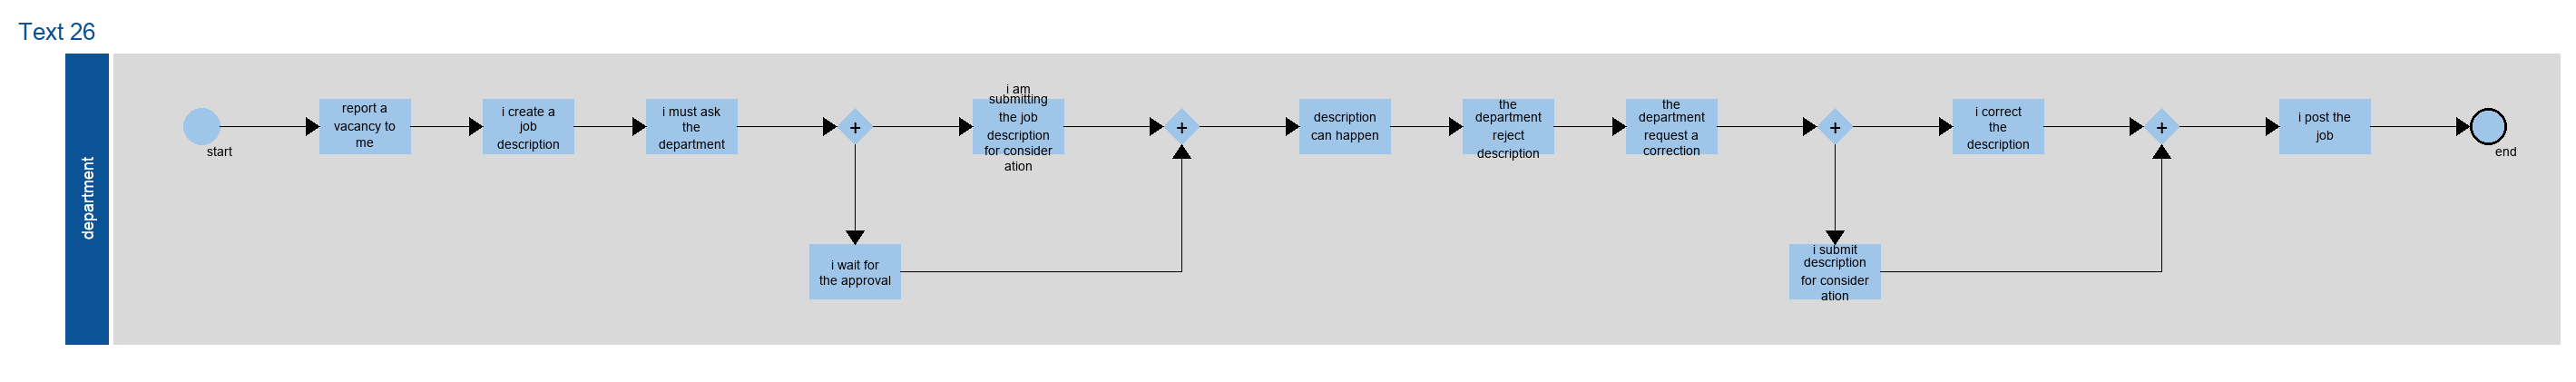 Text 26
department
start
report a
vacancy to
me
i create a
job
description
i must ask
the
department
+
i am
submitting
the job
description
for consider
ation
+
i wait for
the approval
description
can happen
the
department
reject
description
the
department
request a
correction
+
i correct
the
description
+
i submit
description
for consider
ation
i post the
job
end